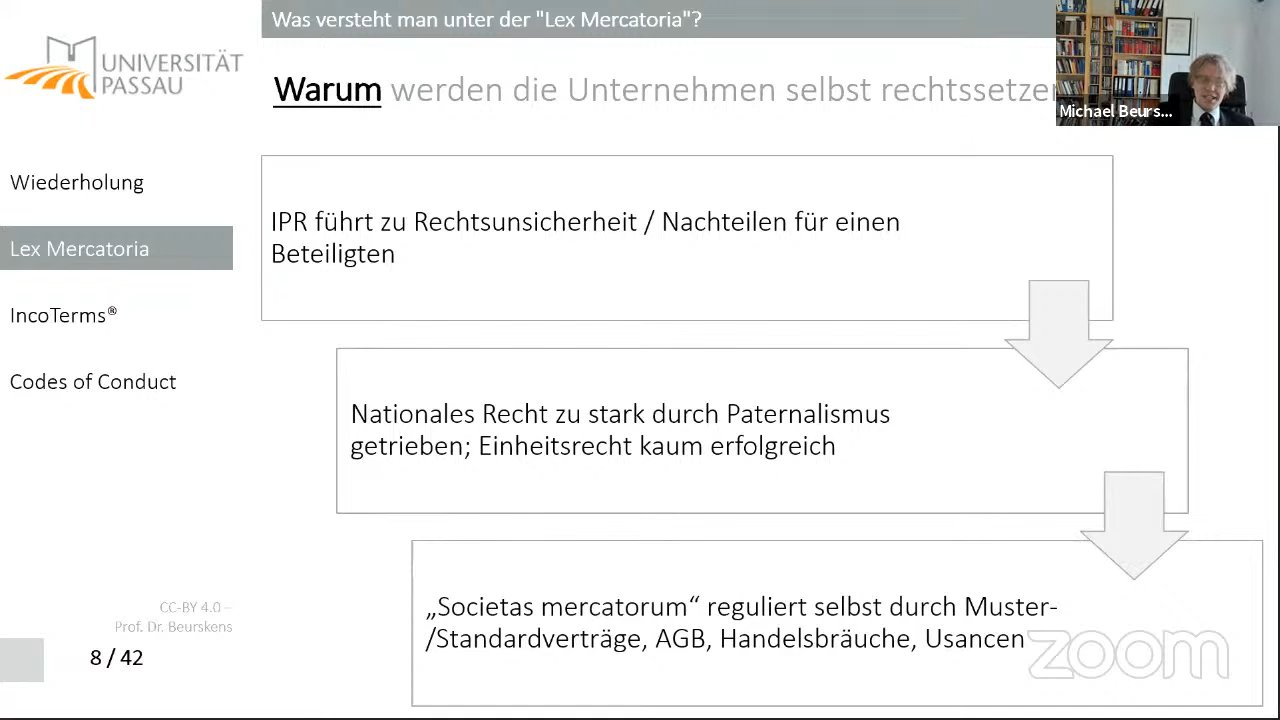 Was versteht man unter der "Lex Mercatoria"?
UNIVERSITÄT
PASSAU
Warum werden die Unternehmen selbst rechtssetze
Michael Beurs...
Wiederholung
Lex Mercatoria
IncoTerms®
Codes of Conduct
IPR führt zu Rechtsunsicherheit / Nachteilen für einen
Beteiligten
Nationales Recht zu stark durch Paternalismus
getrieben; Einheitsrecht kaum erfolgreich
„Societas mercatorum“ reguliert selbst durch Muster-
/Standardverträge, AGB, Handelsbräuche, Usancen
CC-BY 4.0 –
Prof. Dr. Beurskens
8 / 42
zoom